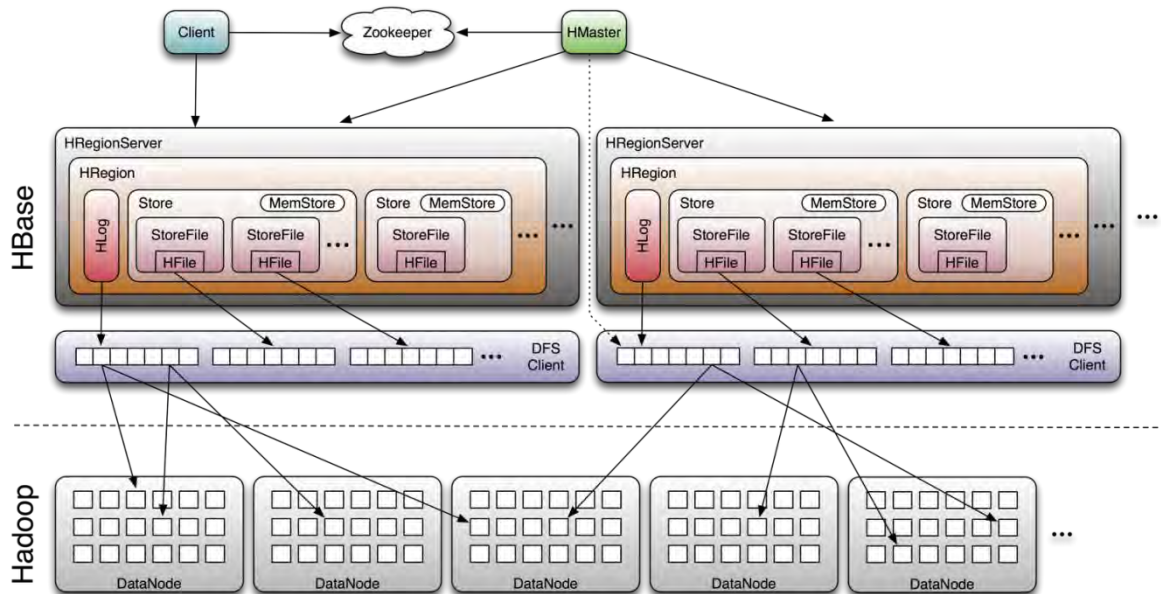 Client
Zookeeper
HMaster
HBase
HRegionServer
HRegion
HLog
Store
MemStore
StoreFile
HFile
StoreFile
HFile
...
Store
MemStore
StoreFile
HFile
...
...
HRegionServer
HRegion
HLog
Store
MemStore
StoreFile
HFile
StoreFile
HFile
...
Store
MemStore
StoreFile
HFile
...
...
...
...
DFS
Client
...
DFS
Client
Hadoop
DataNode
DataNode
DataNode
DataNode
DataNode
...